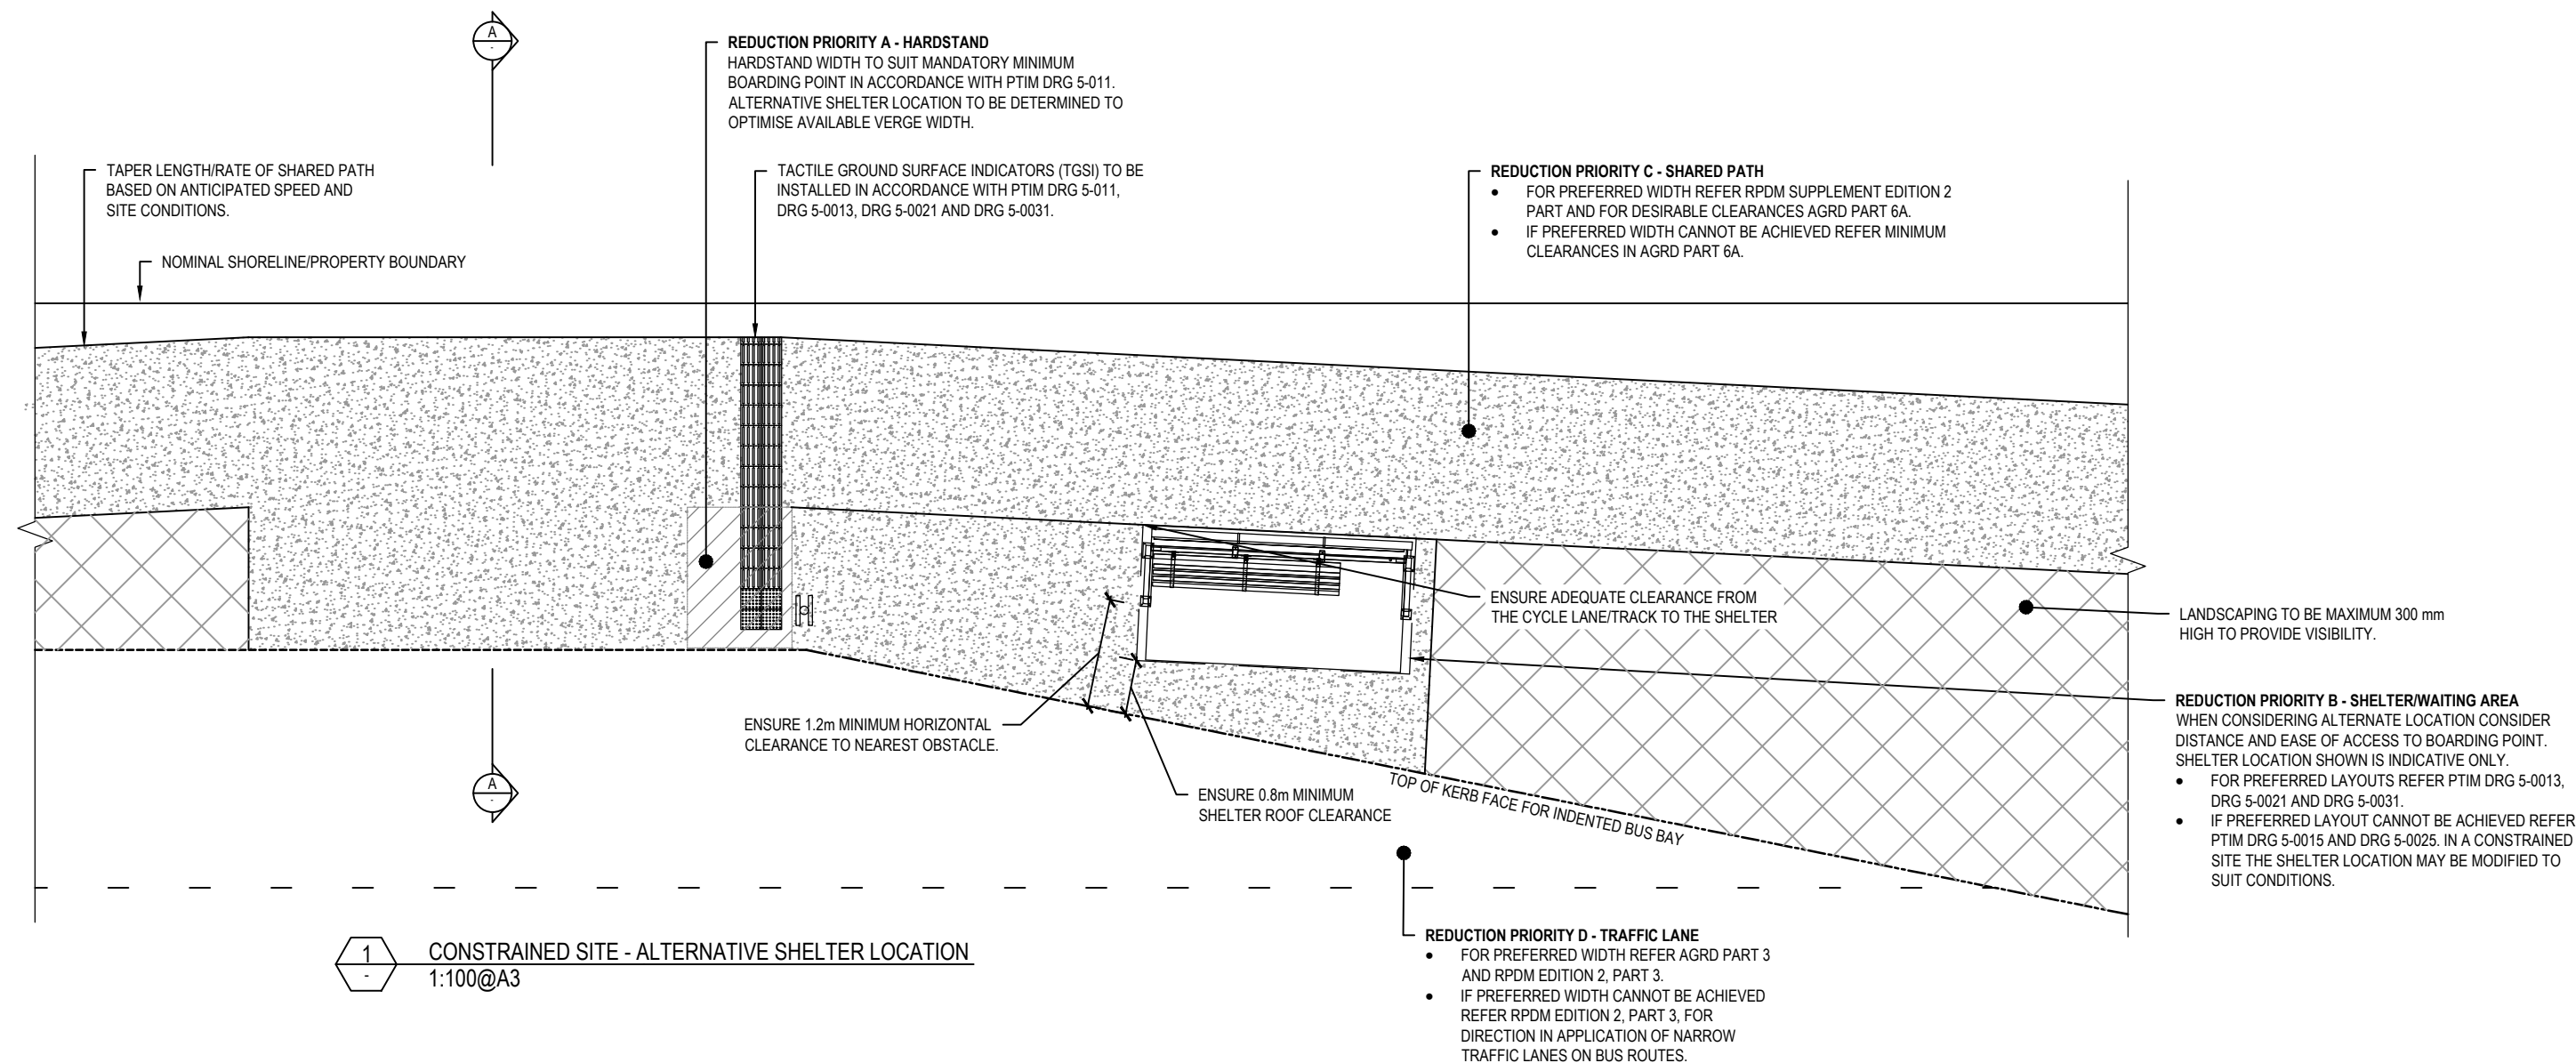 A
-
REDUCTION PRIORITY A - HARDSTAND
HARDSTAND WIDTH TO SUIT MANDATORY MINIMUM
BOARDING POINT IN ACCORDANCE WITH PTIM DRG 5-011.
ALTERNATIVE SHELTER LOCATION TO BE DETERMINED TO
OPTIMISE AVAILABLE VERGE WIDTH.
TAPER LENGTH/RATE OF SHARED PATH
BASED ON ANTICIPATED SPEED AND
SITE CONDITIONS.
TACTILE GROUND SURFACE INDICATORS (TGSI) TO BE
INSTALLED IN ACCORDANCE WITH PTIM DRG 5-011,
DRG 5-0013, DRG 5-0021 AND DRG 5-0031.
REDUCTION PRIORITY C - SHARED PATH
• FOR PREFERRED WIDTH REFER RPDM SUPPLEMENT EDITION 2
PART AND FOR DESIRABLE CLEARANCES AGRD PART 6A.
• IF PREFERRED WIDTH CANNOT BE ACHIEVED REFER MINIMUM
CLEARANCES IN AGRD PART 6A.
NOMINAL SHORELINE/PROPERTY BOUNDARY
ENSURE ADEQUATE CLEARANCE FROM
THE CYCLE LANE/TRACK TO THE SHELTER
LANDSCAPING TO BE MAXIMUM 300 mm
HIGH TO PROVIDE VISIBILITY.
REDUCTION PRIORITY B - SHELTER/WAITING AREA
WHEN CONSIDERING ALTERNATE LOCATION CONSIDER
DISTANCE AND EASE OF ACCESS TO BOARDING POINT.
SHELTER LOCATION SHOWN IS INDICATIVE ONLY.
• FOR PREFERRED LAYOUTS REFER PTIM DRG 5-0013,
DRG 5-0021 AND DRG 5-0031.
• IF PREFERRED LAYOUT CANNOT BE ACHIEVED REFER
PTIM DRG 5-0015 AND DRG 5-0025. IN A CONSTRAINED
SITE THE SHELTER LOCATION MAY BE MODIFIED TO
SUIT CONDITIONS.
ENSURE 1.2m MINIMUM HORIZONTAL
CLEARANCE TO NEAREST OBSTACLE.
ENSURE 0.8m MINIMUM
SHELTER ROOF CLEARANCE
TOP OF KERB FACE FOR INDENTED BUS BAY
A
-
REDUCTION PRIORITY D - TRAFFIC LANE
• FOR PREFERRED WIDTH REFER AGRD PART 3
AND RPDM EDITION 2, PART 3.
• IF PREFERRED WIDTH CANNOT BE ACHIEVED
REFER RPDM EDITION 2, PART 3, FOR
DIRECTION IN APPLICATION OF NARROW
TRAFFIC LANES ON BUS ROUTES.
1
-
CONSTRAINED SITE - ALTERNATIVE SHELTER LOCATION
1:100@A3